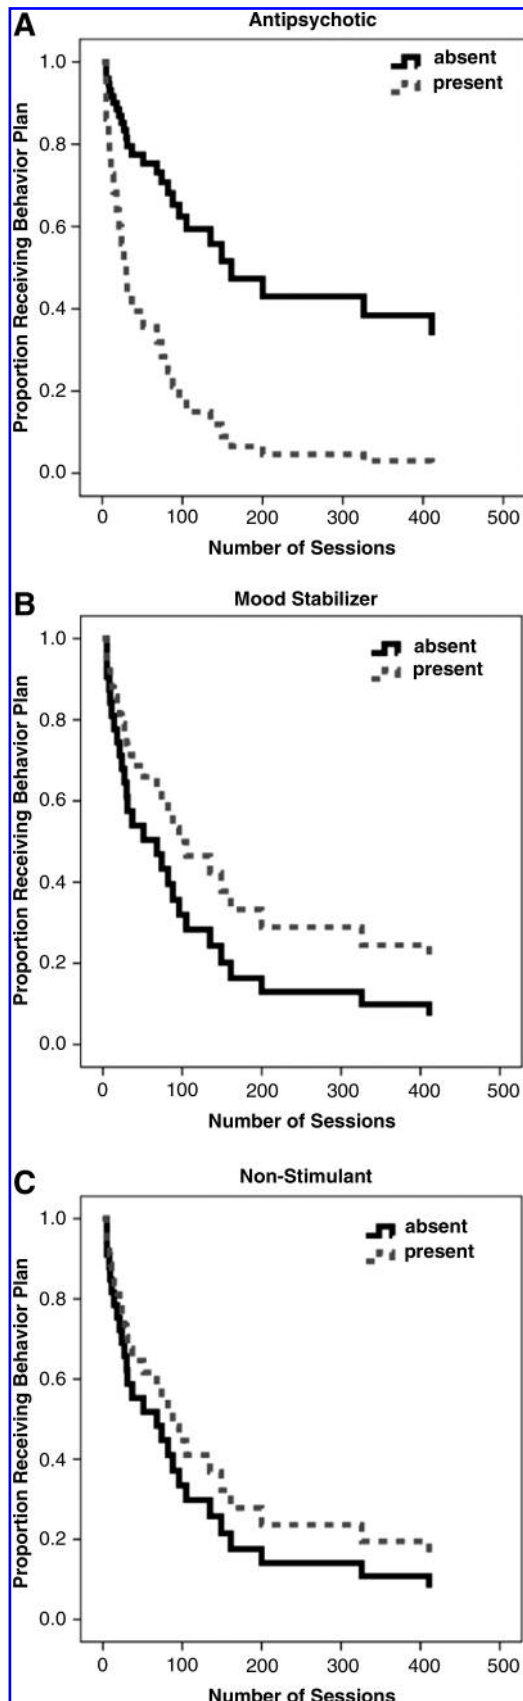 A
Antipsychotic
absent
present
Proportion Receiving Behavior Plan
1.0
0.8
0.6
0.4
0.2
0.0
0 100 200 300 400 500
Number of Sessions
B
Mood Stabilizer
absent
present
Proportion Receiving Behavior Plan
1.0
0.8
0.6
0.4
0.2
0.0
0 100 200 300 400 500
Number of Sessions
C
Non-Stimulant
absent
present
Proportion Receiving Behavior Plan
1.0
0.8
0.6
0.4
0.2
0.0
0 100 200 300 400 500
Number of Sessions